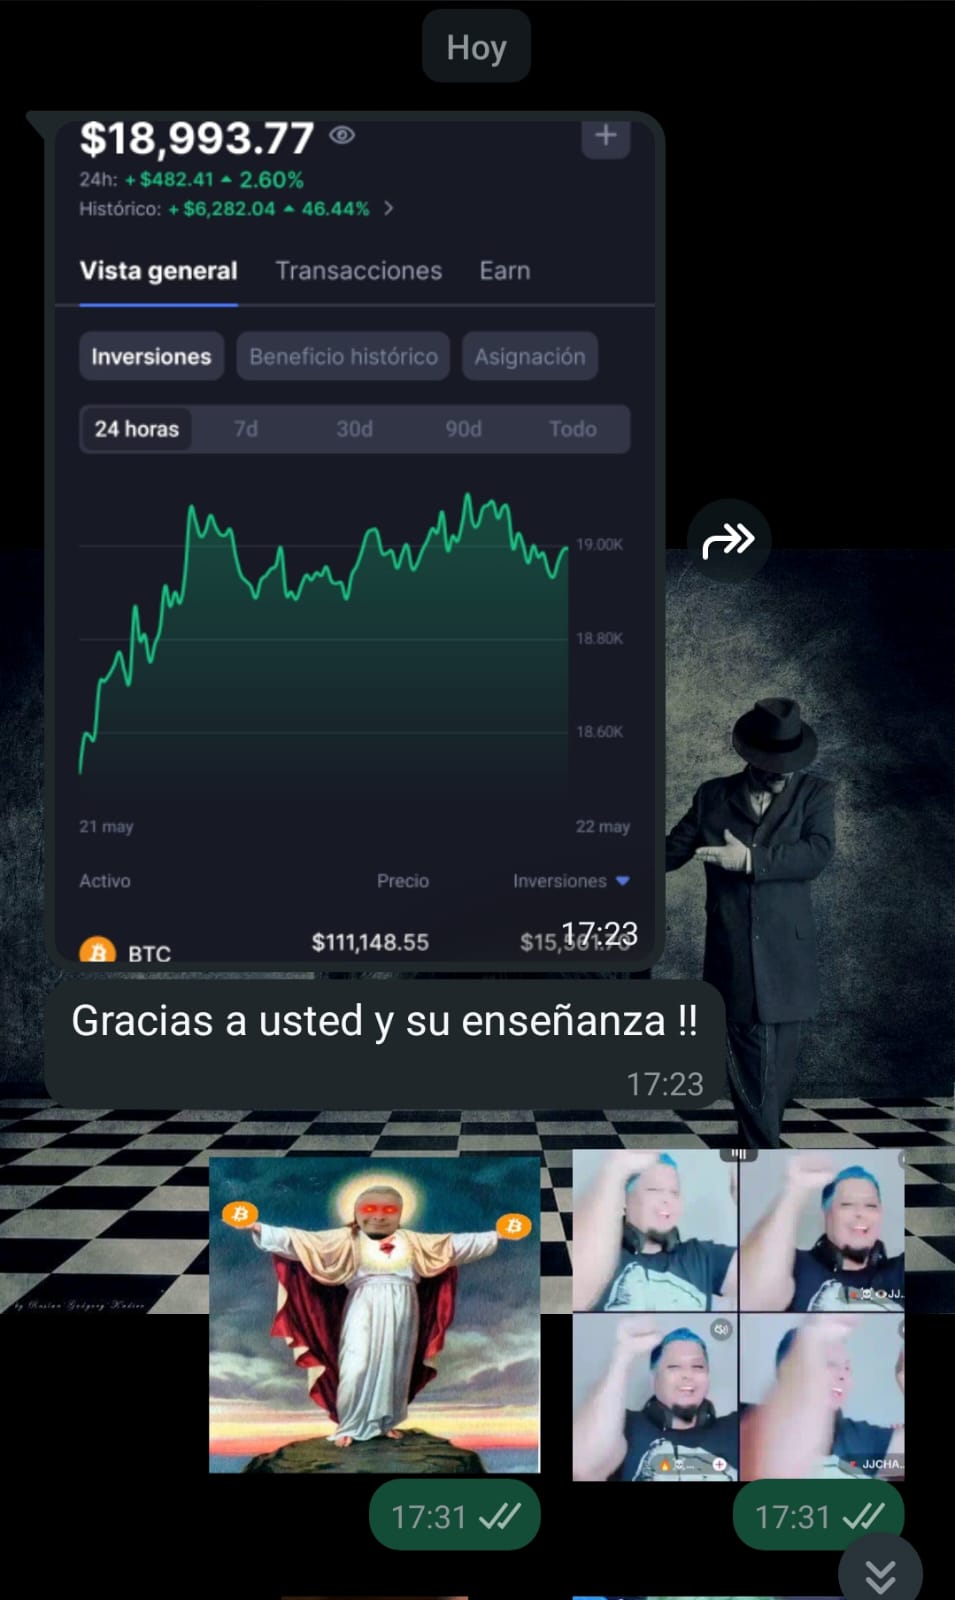 Hoy
$18,993.77
+
24h: + $482.41 ▲ 2.60%
Histórico: + $6,282.04 ▲ 46.44% >
Vista general Transacciones Earn
Inversiones Beneficio histórico Asignación
24 horas 7d 30d 90d Todo
19.00K
18.80K
18.60K
21 may 22 may
Activo Precio Inversiones
BTC $111,148.55
17:23
Gracias a usted y su enseñanza !!
17:23
JJ..
JJCHA..
17:31
17:31